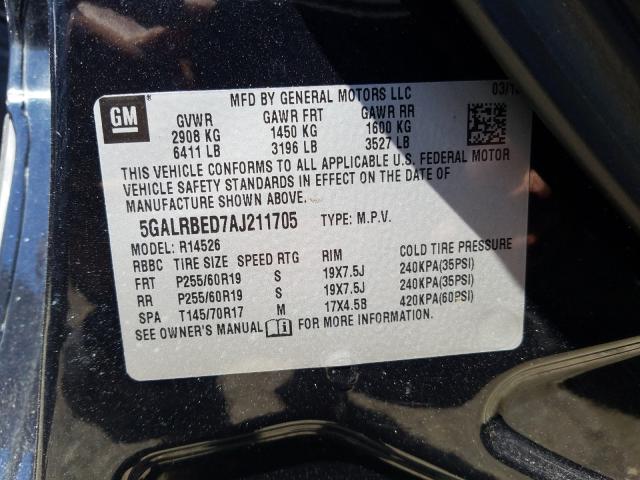 GM ®
MFD BY GENERAL MOTORS LLC 03/1
GVWR GAWR FRT GAWR RR
2908 KG 1450 KG 1600 KG
6411 LB 3196 LB 3527 LB
THIS VEHICLE CONFORMS TO ALL APPLICABLE U.S. FEDERAL MOTOR
VEHICLE SAFETY STANDARDS IN EFFECT ON THE DATE OF
MANUFACTURE SHOWN ABOVE.
5GALRBED7AJ211705 TYPE: M.P.V.
MODEL: R14526
RBBC TIRE SIZE SPEED RTG RIM COLD TIRE PRESSURE
FRT P255/60R19 S 19X7.5J 240KPA(35PSI)
RR P255/60R19 S 19X7.5J 240KPA(35PSI)
SPA T145/70R17 M 17X4.5B 420KPA(60PSI)
SEE OWNER'S MANUAL FOR MORE INFORMATION.